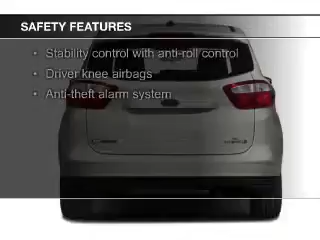 SAFETY FEATURES
• Stability control with anti-roll control
• Driver knee airbags
• Anti-theft alarm system